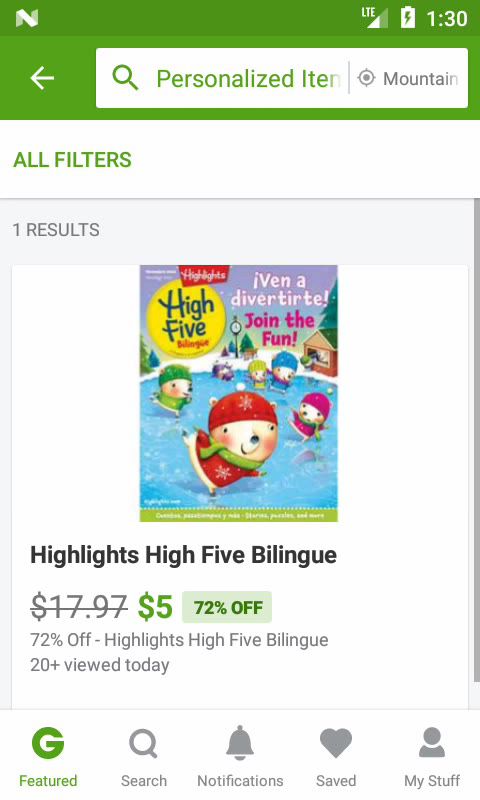 LTE
1:30
Personalized Iten
Mountain
ALL FILTERS
1 RESULTS
Highlights
High
Five
Bilingüe
¡Ven a
divertirte!
Join the
Fun!
Highlights.com
Cuentos, pasatiempos y más • Stories, puzzles, and more
Highlights High Five Bilingue
$17.97 $5 72% OFF
72% Off - Highlights High Five Bilingue
20+ viewed today
G
Featured
Search
Notifications
Saved
My Stuff